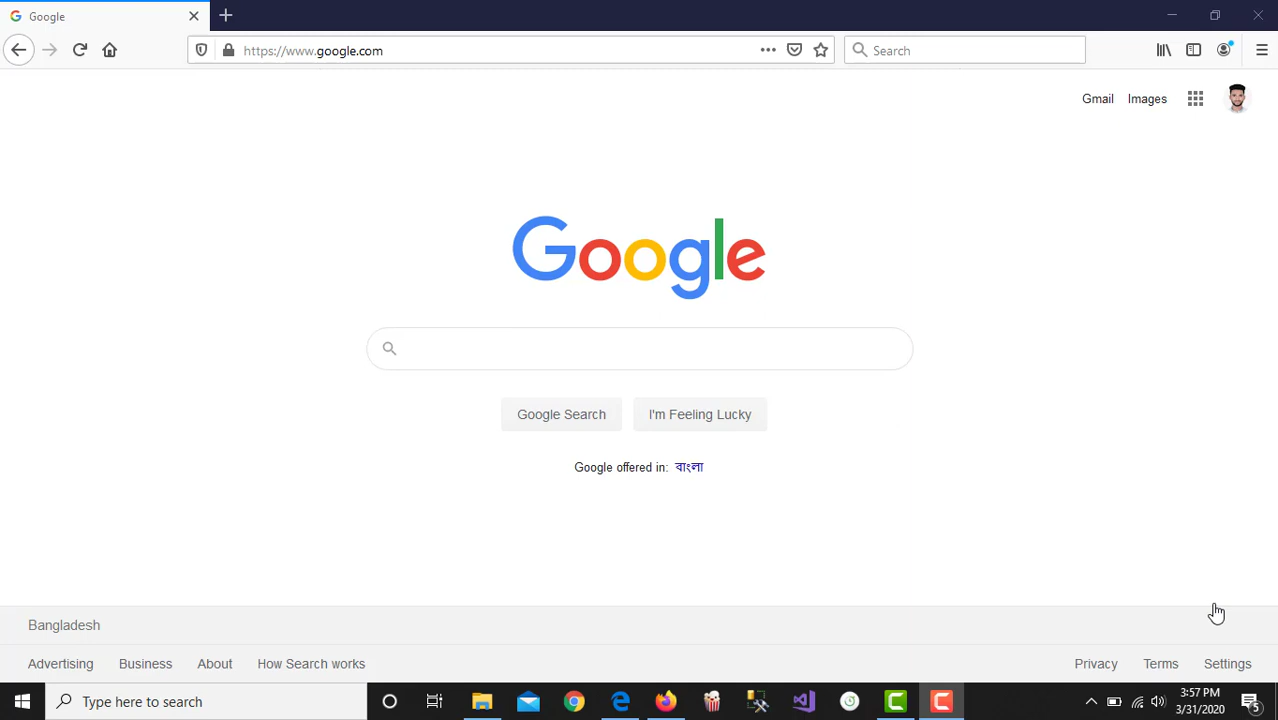 Google
https://www.google.com
Search
Gmail Images
Google
Google Search I'm Feeling Lucky
Google offered in: বাংলা
Bangladesh
Advertising Business About How Search works Privacy Terms Settings
Type here to search
3:57 PM
3/31/2020
5